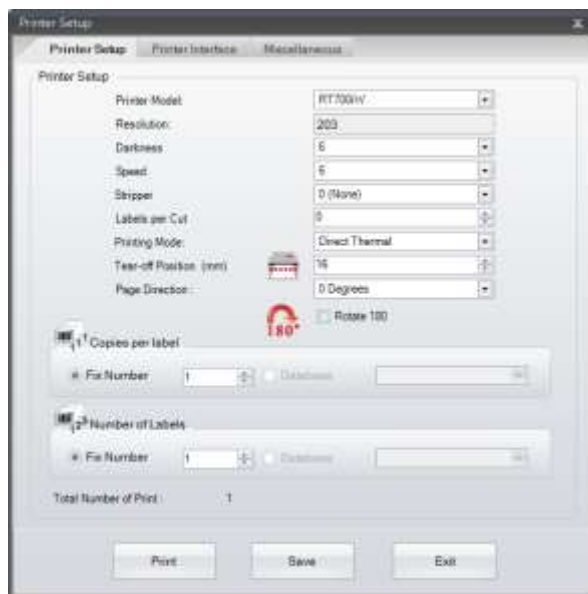 Printer Setup
Printer Setup Printer Interface Miscellaneous
Printer Setup
Printer Model: RT700iW
Resolution: 203
Darkness 6
Speed 6
Stripper 0 (None)
Labels per Cut 0
Printing Mode: Direct Thermal
Tear-off Position (mm) 16
Page Direction : 0 Degrees
180° Rotate 180
Copies per label
Fix Number 1 Database
Number of Labels
Fix Number 1 Database
Total Number of Print : 1
Print Save Exit